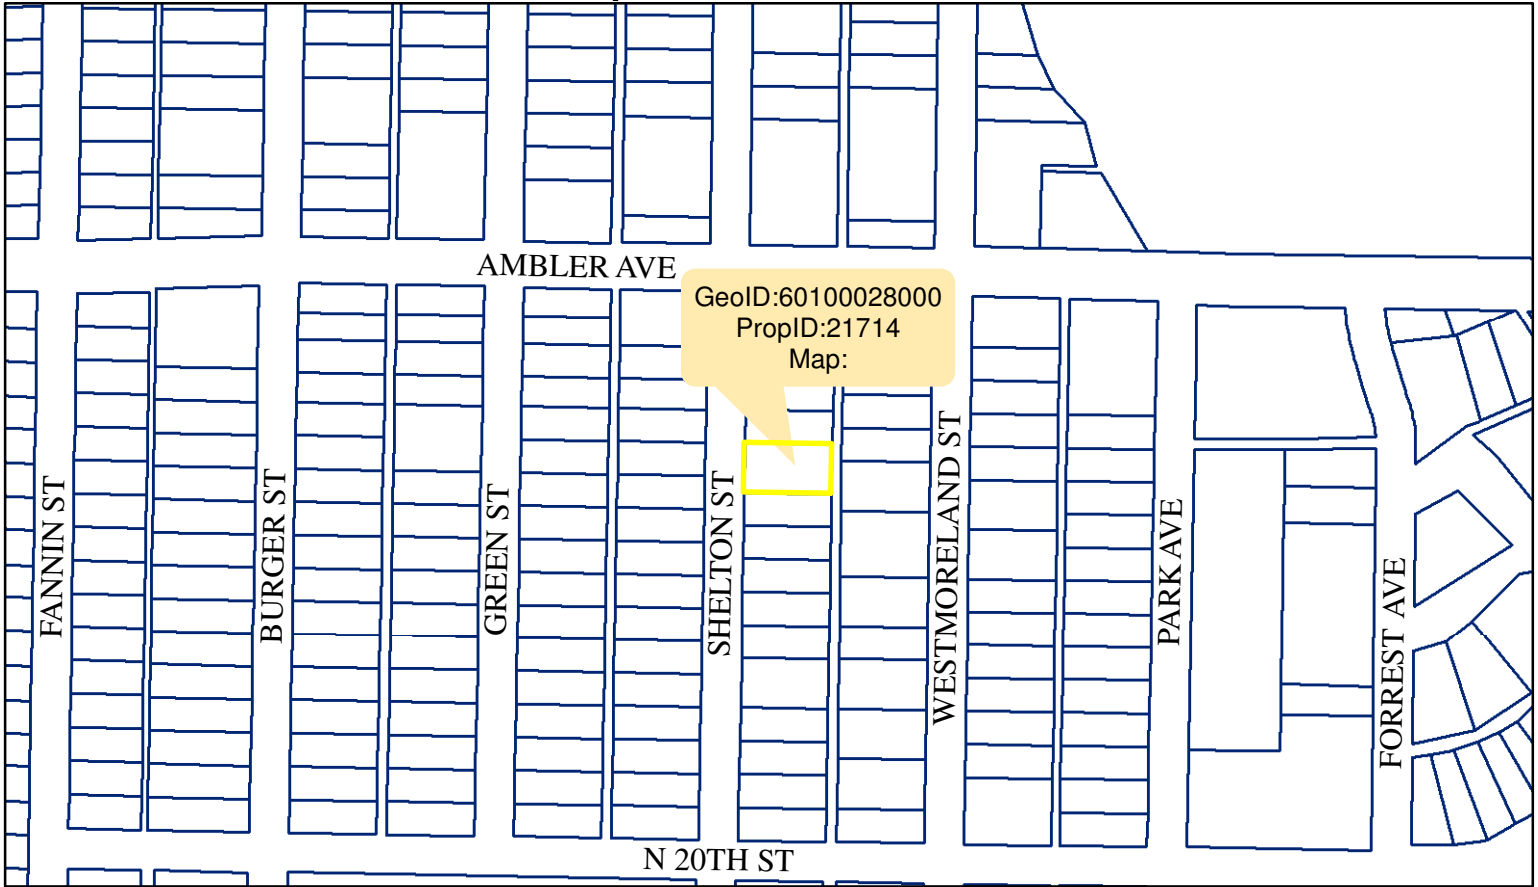 AMBLER AVE
GeoID:60100028000
PropID:21714
Map:
FANNIN ST
BURGER ST
GREEN ST
SHELTON ST
WESTMORELAND ST
PARK AVE
FORREST AVE
N 20TH ST